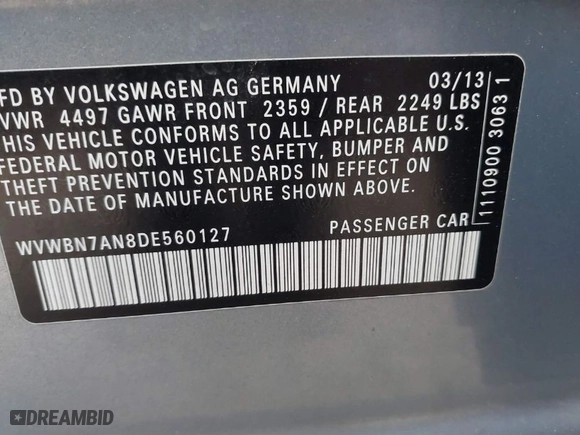 FD BY VOLKSWAGEN AG GERMANY 03/13
VWR 4497 GAWR FRONT 2359 / REAR 2249 LBS
THIS VEHICLE CONFORMS TO ALL APPLICABLE U.S.
FEDERAL MOTOR VEHICLE SAFETY, BUMPER AND
THEFT PREVENTION STANDARDS IN EFFECT ON
THE DATE OF MANUFACTURE SHOWN ABOVE.
WVWBN7AN8DE560127 PASSENGER CAR
1110900 3063 1
DREAMBID